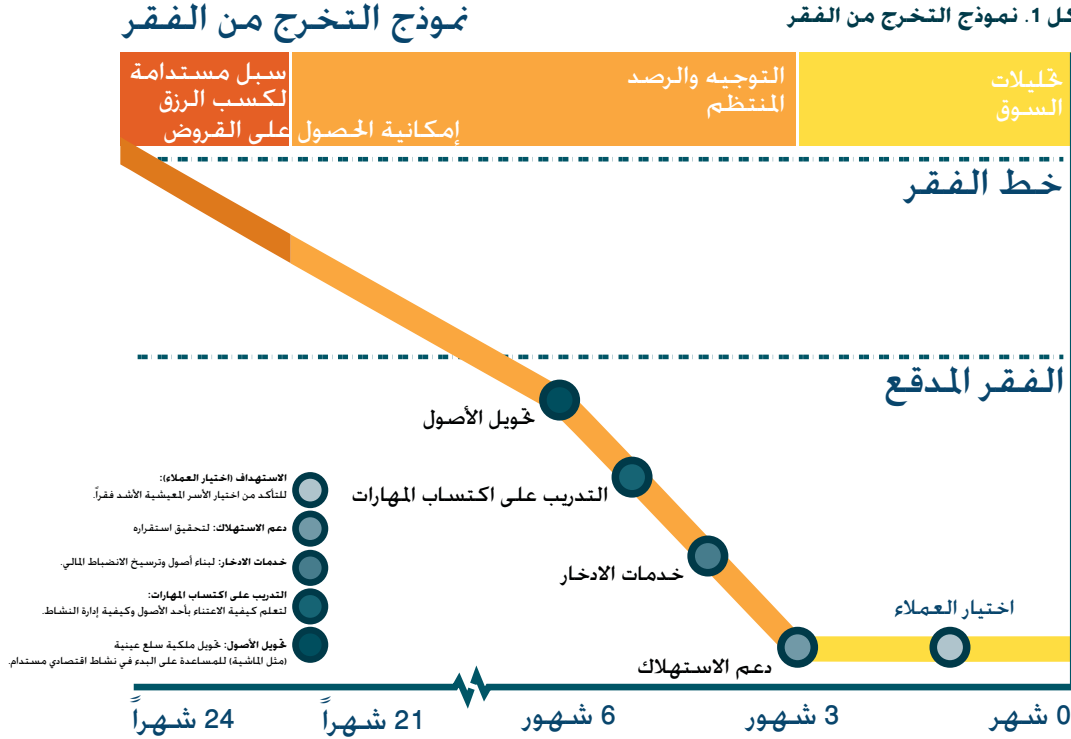 كل 1. نموذج التخرج من الفقر
نموذج التخرج من الفقر
تحليلات
السوق
التوجيه والرصد
المنتظم
إمكانية الحصول على القروض
سبل مستدامة
لكسب الرزق
خط الفقر
الفقر المدقع
تمويل الأصول
التدريب على اكتساب المهارات
خدمات الادخار
دعم الاستهلاك
اختيار العملاء
الاستهداف (اختيار العملاء):
للتأكد من اختيار الأسر المعيشية الأشد فقراً.
دعم الاستهلاك: لتحقيق استقراره
خدمات الادخار: لبناء أصول وترسيخ الانضباط المالي.
التدريب على اكتساب المهارات:
لتعلم كيفية الاعتناء بأحد الأصول وكيفية إدارة النشاط.
تمويل الأصول: تمويل ملكية سلع عينية
(مثل الماشية) للمساعدة على البدء في نشاط اقتصادي مستدام.
0 شهر
3 شهور
6 شهور
21 شهراً
24 شهراً